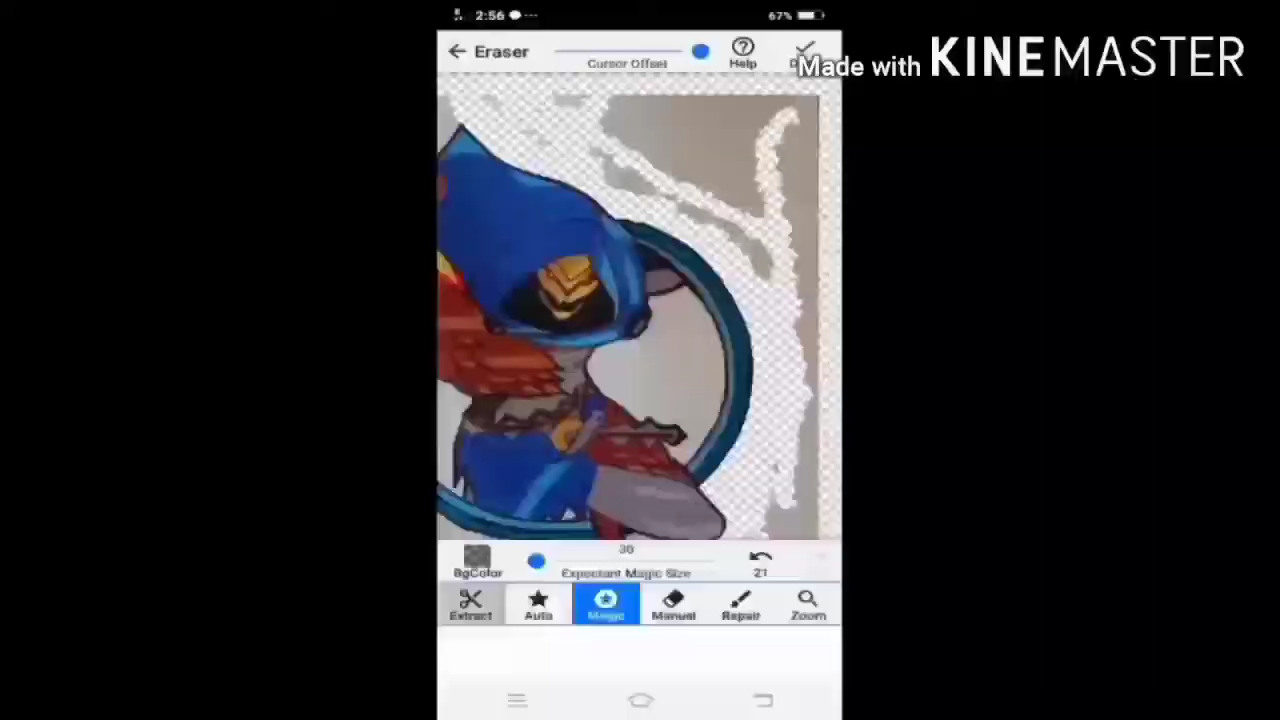 2:56
67%
Eraser
Cursor Offset
Help
Made with KINEMASTER
30
BgColor
Expectant Magic Size
21
Extract
Auto
Magic
Manual
Repair
Zoom